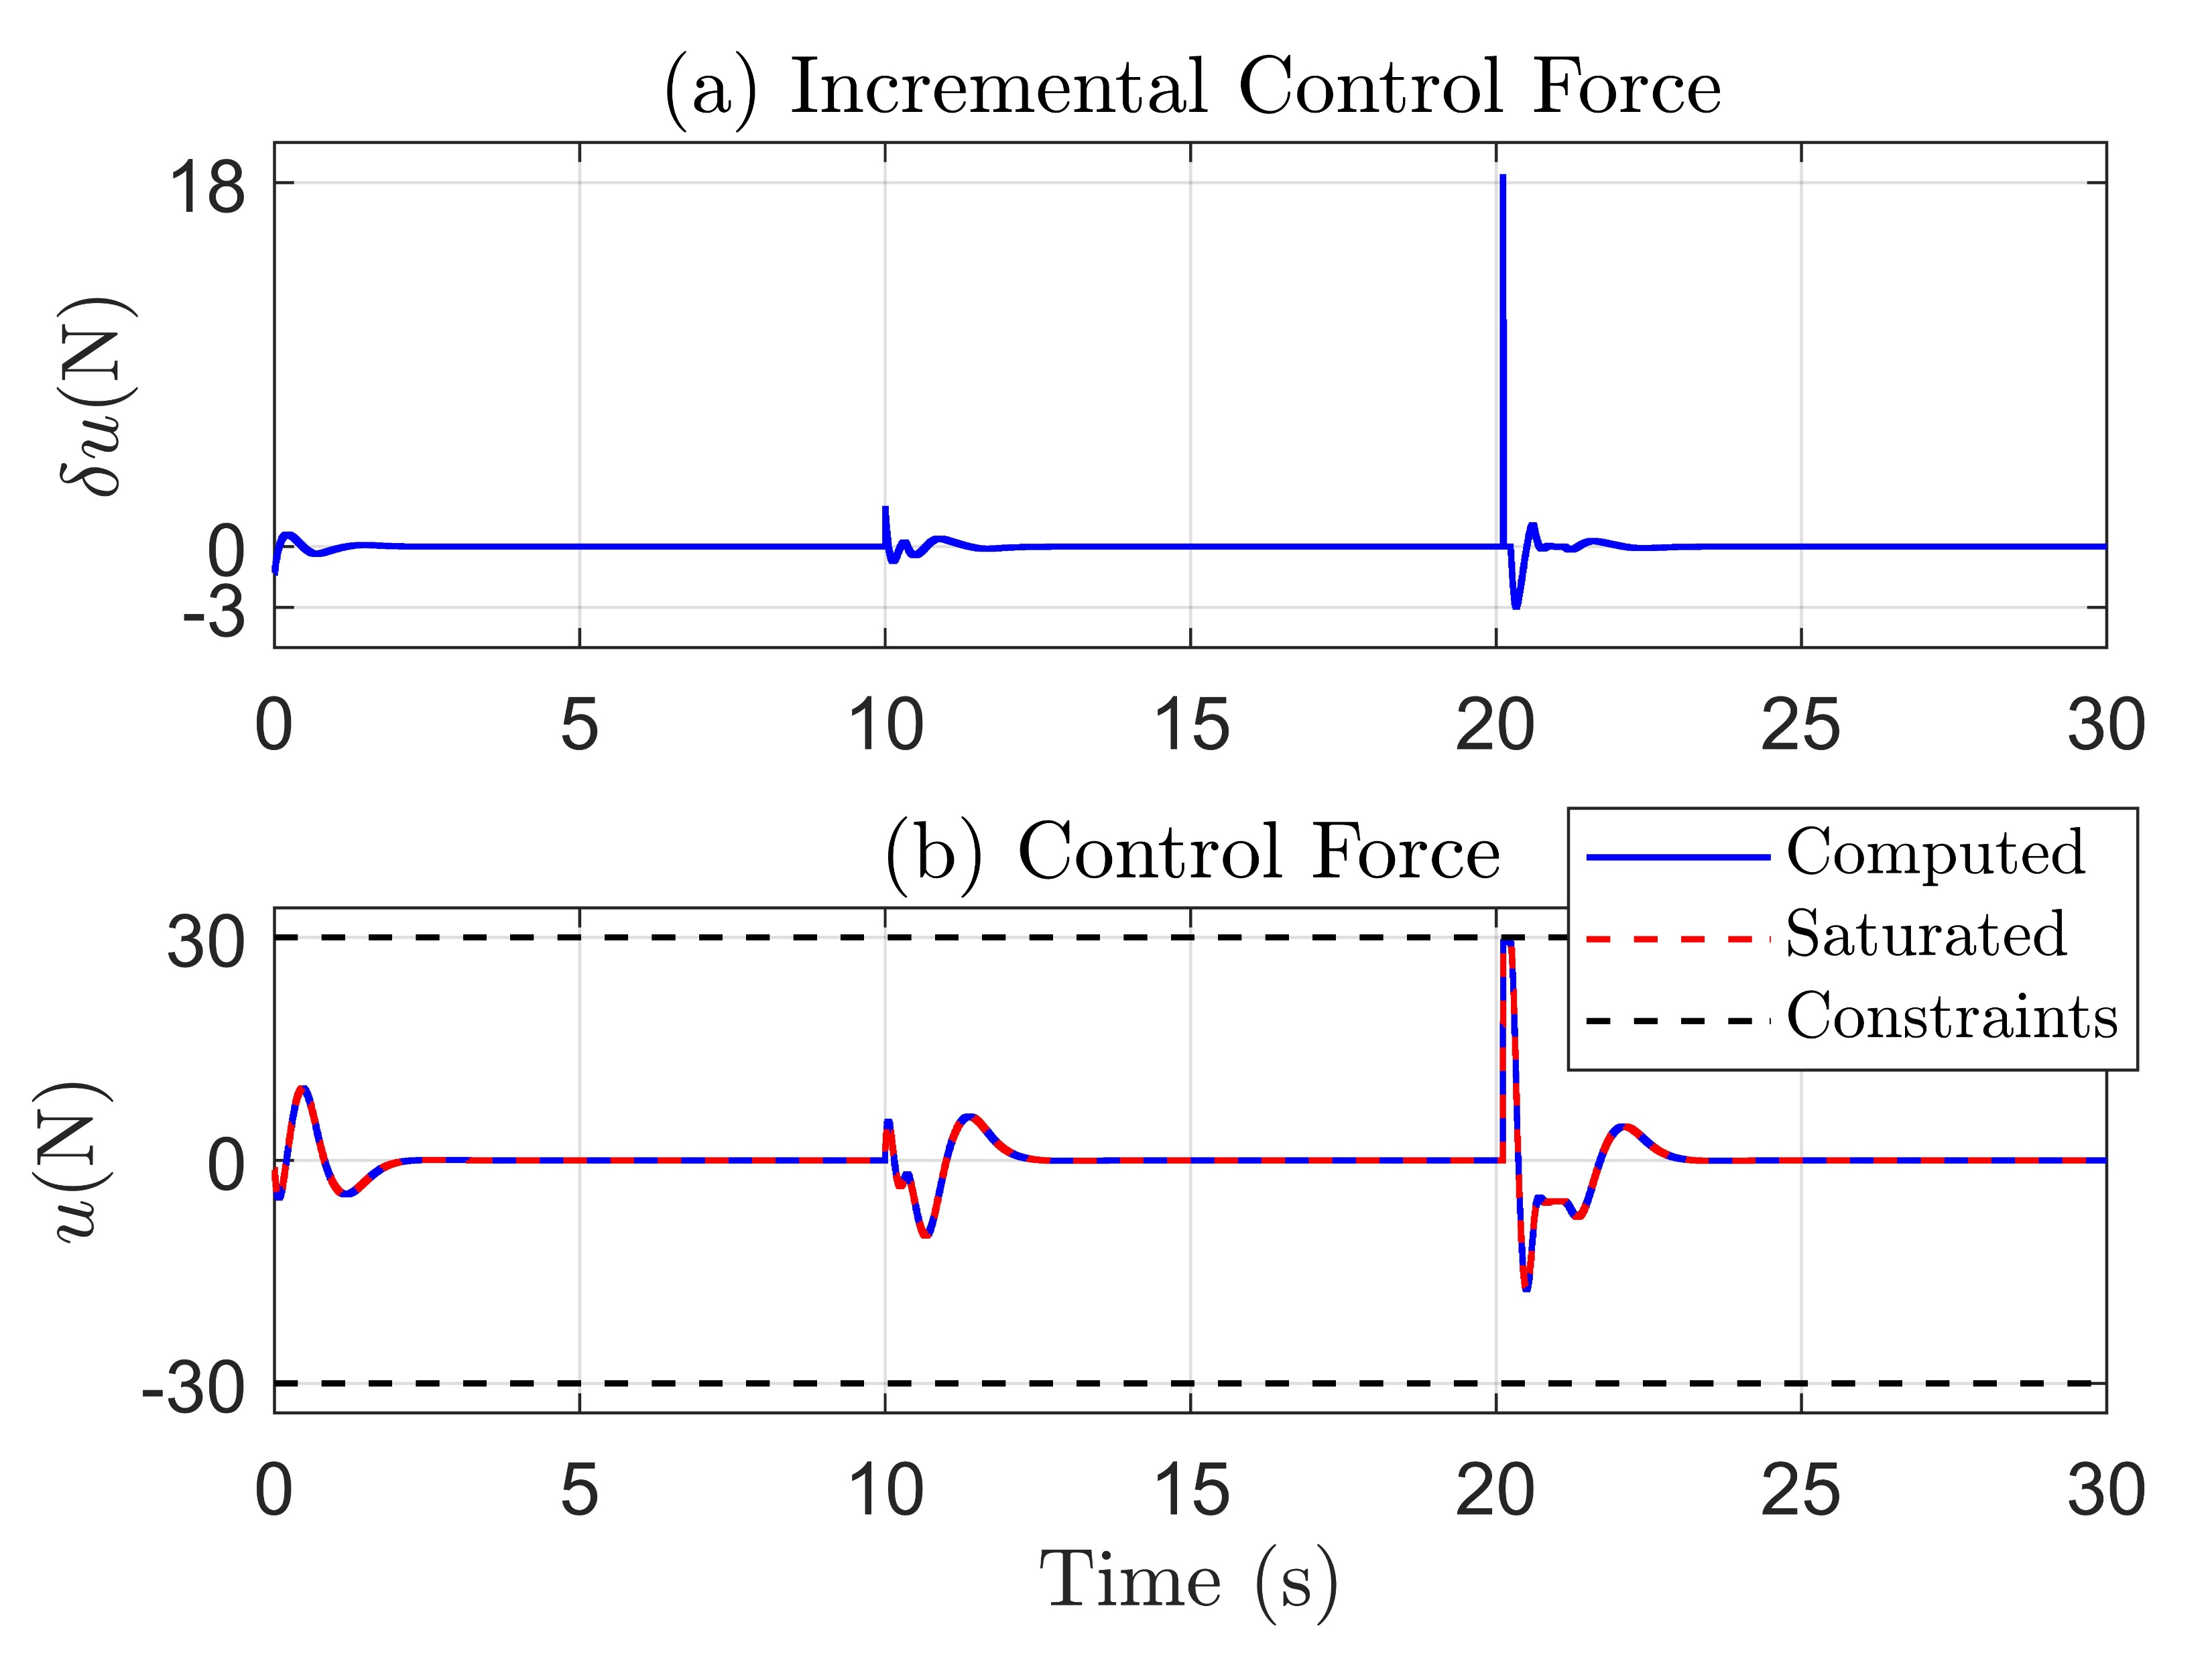 (a) Incremental Control Force
δu(N)
18
0
-3
0 5 10 15 20 25 30
(b) Control Force
Computed
Saturated
Constraints
u(N)
30
0
-30
0 5 10 15 20 25 30
Time (s)